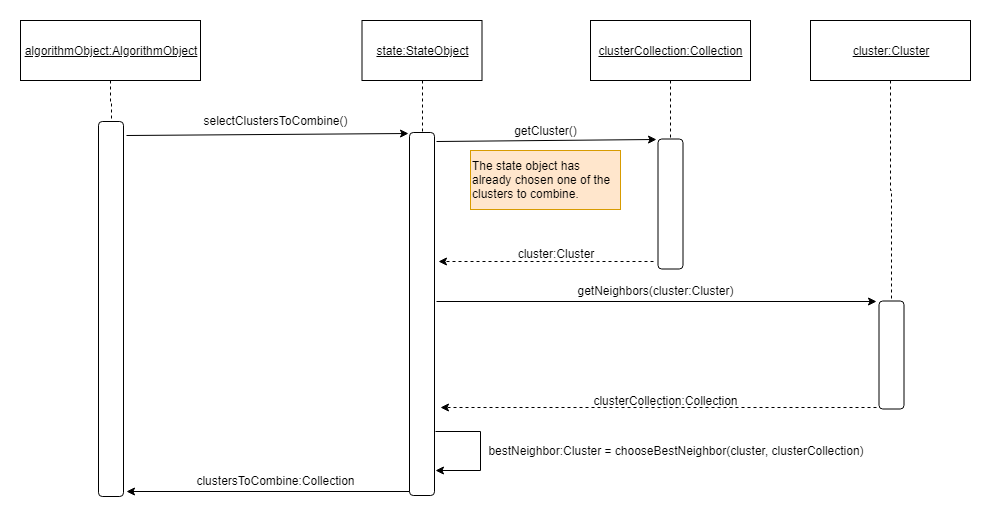 algorithmObject:AlgorithmObject
state:StateObject
clusterCollection:Collection
cluster:Cluster
selectClustersToCombine()
getCluster()
The state object has
already chosen one of the
clusters to combine.
cluster:Cluster
getNeighbors(cluster:Cluster)
clusterCollection:Collection
bestNeighbor:Cluster = chooseBestNeighbor(cluster, clusterCollection)
clustersToCombine:Collection